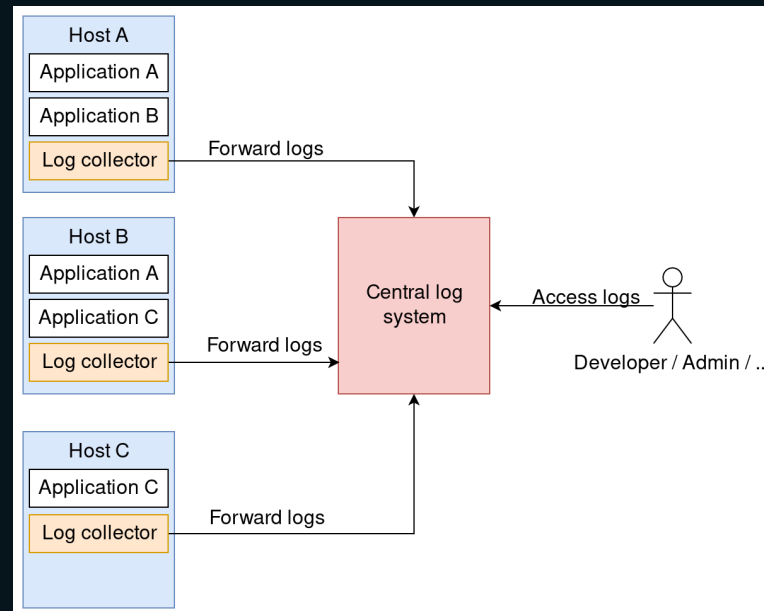 Host A
Application A
Application B
Log collector
Forward logs
Host B
Application A
Application C
Log collector
Forward logs
Host C
Application C
Log collector
Forward logs
Central log
system
Access logs
Developer / Admin / ..